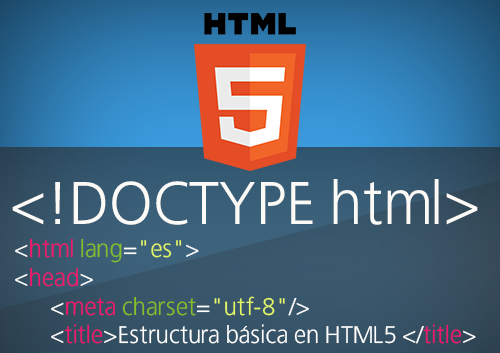 HTML
5
<!DOCTYPE html>
<html lang="es">
<head>
<meta charset="utf-8"/>
<title>Estructura básica en HTML5 </title>